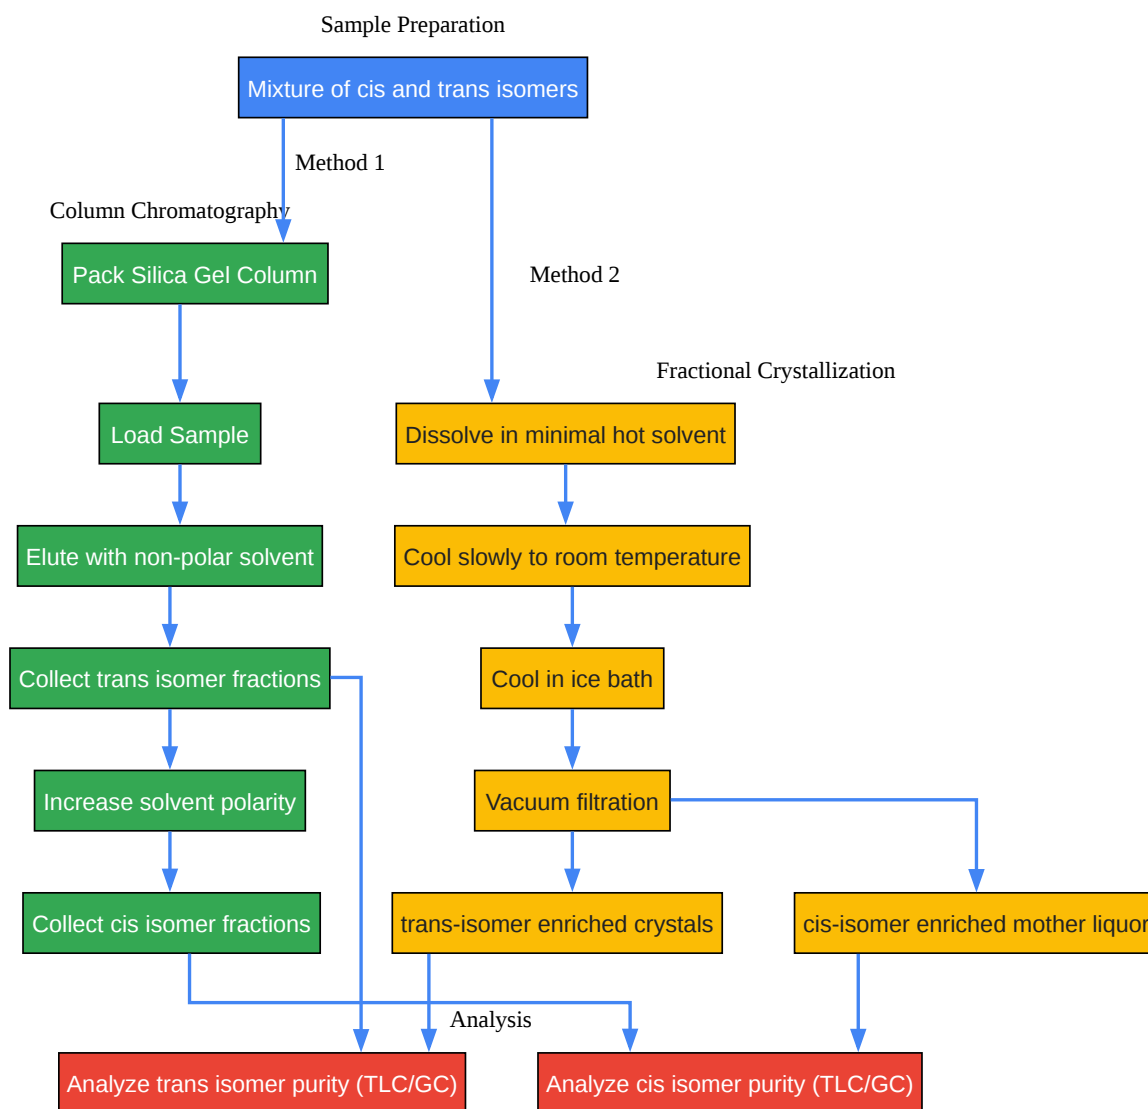 Sample Preparation
Mixture of cis and trans isomers
Method 1
Column Chromatography
Pack Silica Gel Column
Method 2
Fractional Crystallization
Load Sample
Dissolve in minimal hot solvent
Elute with non-polar solvent
Cool slowly to room temperature
Collect trans isomer fractions
Cool in ice bath
Increase solvent polarity
Vacuum filtration
Collect cis isomer fractions
trans-isomer enriched crystals
cis-isomer enriched mother liquor
Analysis
Analyze trans isomer purity (TLC/GC)
Analyze cis isomer purity (TLC/GC)